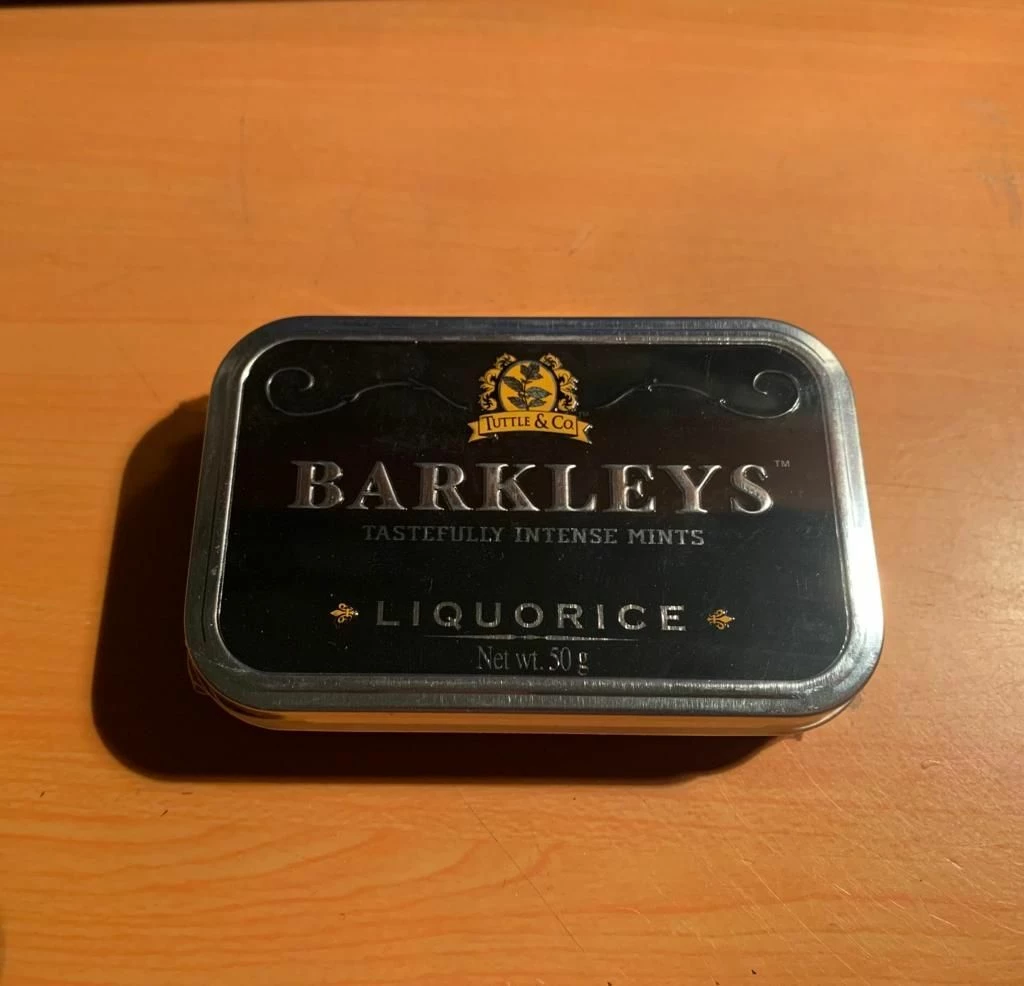 TUTTLE & CO.
BARKLEYS™
TASTEFULLY INTENSE MINTS
LIQUORICE
Net wt. 50 g